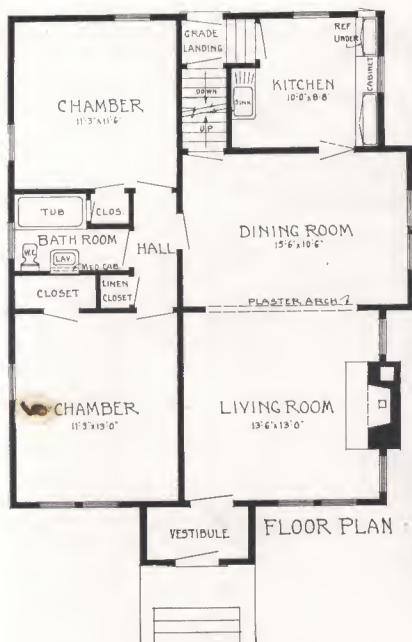 GRADE
LANDING
REF
UNDER
CABINET
KITCHEN
10'-0"x8'-8"
SINK
DOWN
UP
CHAMBER
11'-3"x11'-6"
TUB
CLOS.
BATH ROOM
W.C.
LAV.
MED CAB.
HALL
DINING ROOM
15'-6"x10'-6"
CLOSET
LINEN
CLOSET
PLASTER ARCH
CHAMBER
11'-3"x13'-0"
LIVING ROOM
13'-6"x13'-0"
VESTIBULE
FLOOR PLAN